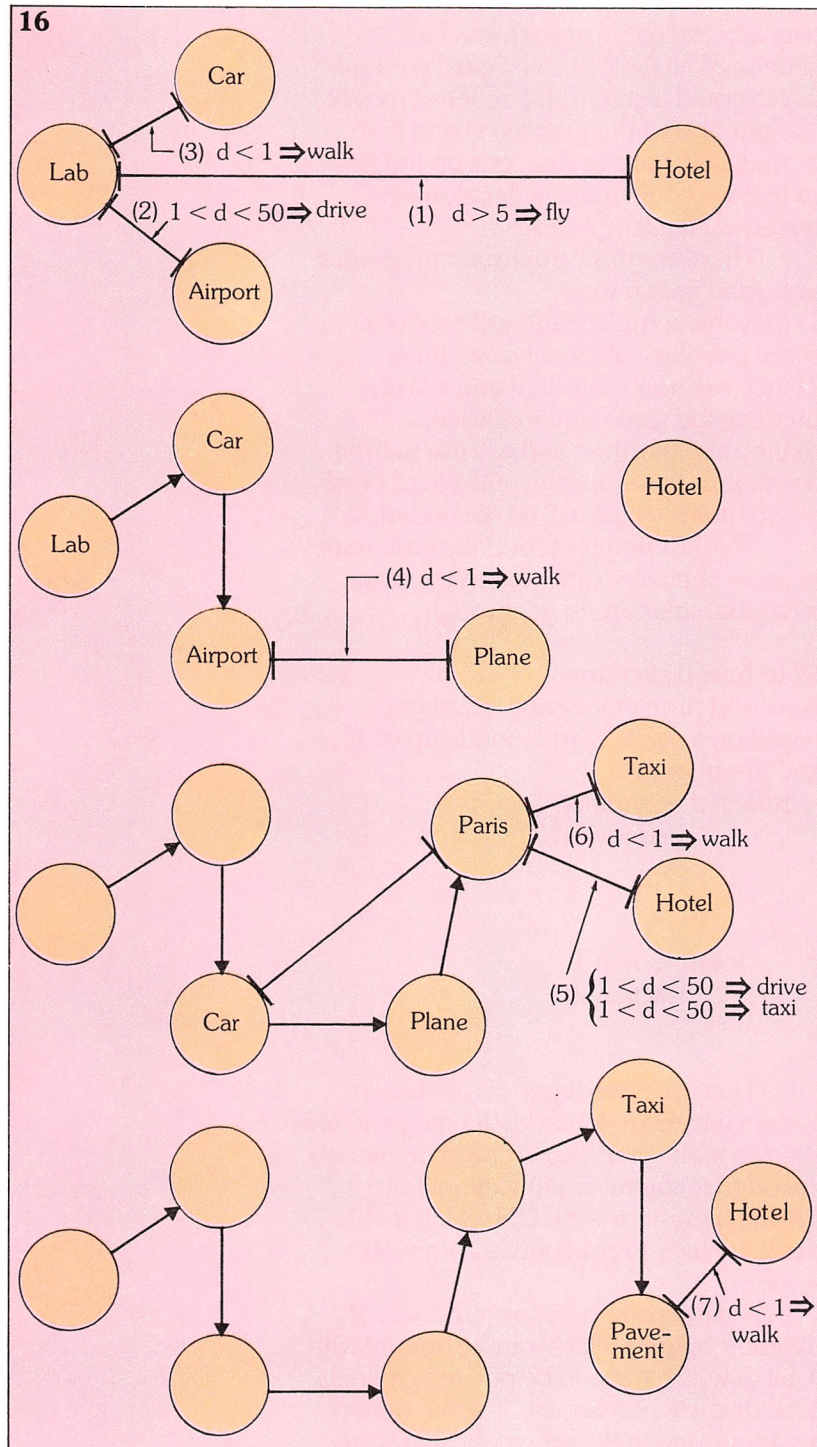 16
Car
(3) d < 1 ⇒ walk
Lab
Hotel
(2) 1 < d < 50 ⇒ drive
(1) d > 5 ⇒ fly
Airport
Car
Hotel
Lab
(4) d < 1 ⇒ walk
Airport
Plane
Taxi
Paris
(6) d < 1 ⇒ walk
Hotel
(5) { 1 < d < 50 ⇒ drive
1 < d < 50 ⇒ taxi
Car
Plane
Taxi
Hotel
(7) d < 1 ⇒
walk
Pave-
ment